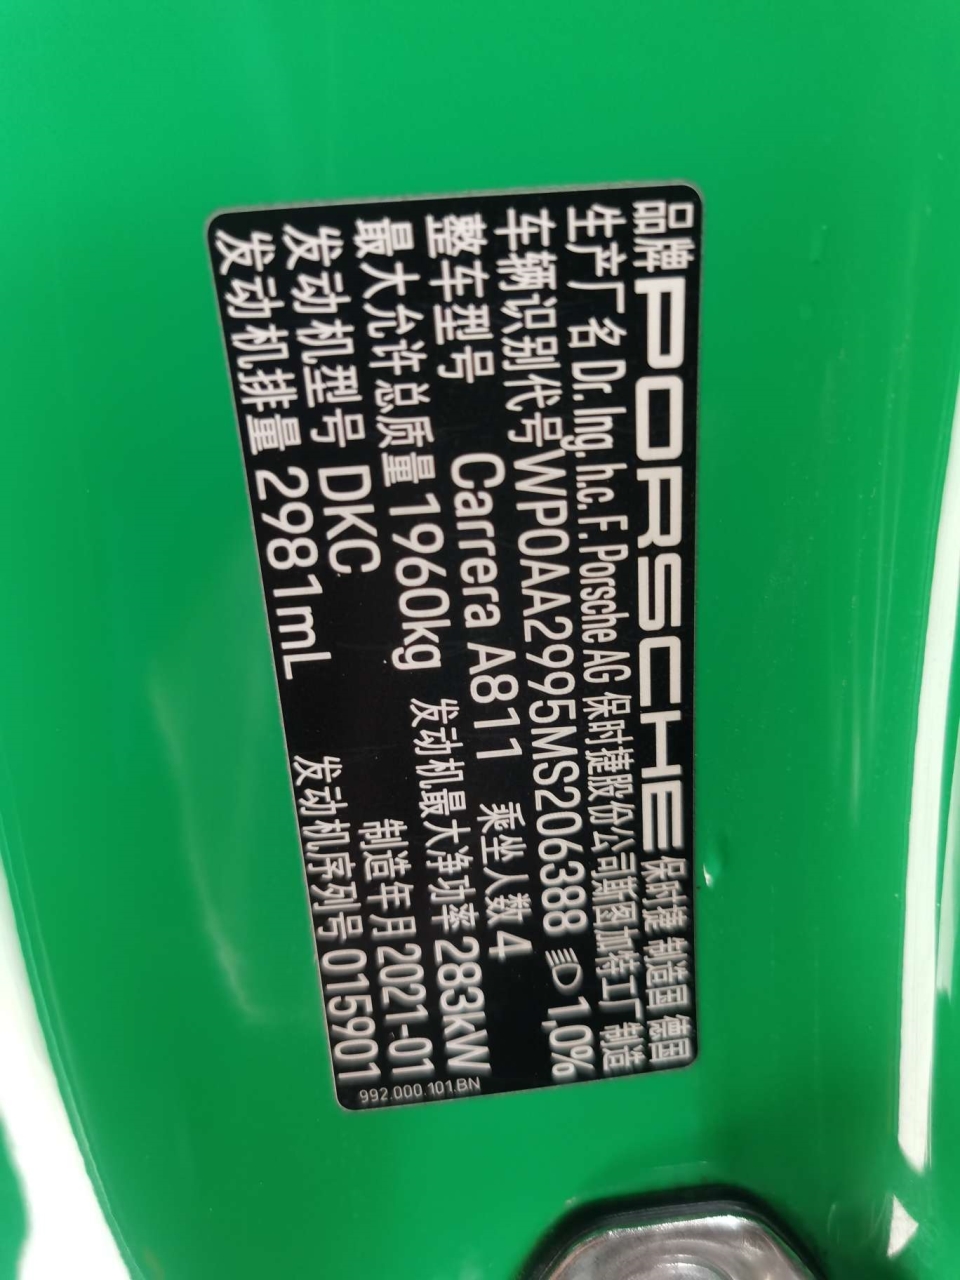 品牌 PORSCHE 保时捷 制造国 德国
生产厂名 Dr. Ing. h.c. F. Porsche AG 保时捷股份公司斯图加特工厂 制造
车辆识别代号 WP0AA2995MS206388 1,0%
整车型号 Carrera A811 乘坐人数 4
最大允许总质量 1960kg 发动机最大净功率 283kW
发动机型号 DKC 制造年月 2021-01
发动机排量 2981mL 发动机序列号 015901
992.000.101.BN